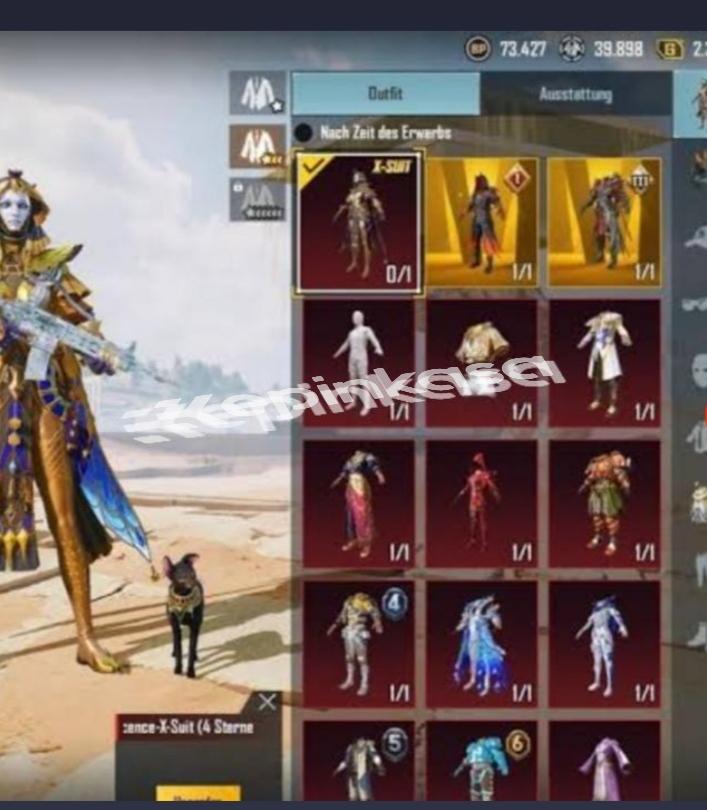 BP 73.427 39.898 G
Outfit Ausstattung
Nach Zeit des Erwerbs
X-SUIT
0/1 1/1 1/1
1/1 1/1 1/1
Kepinkasa
1/1 1/1 1/1
4
1/1 1/1 1/1
5 6
X-Suit (4 Sterne